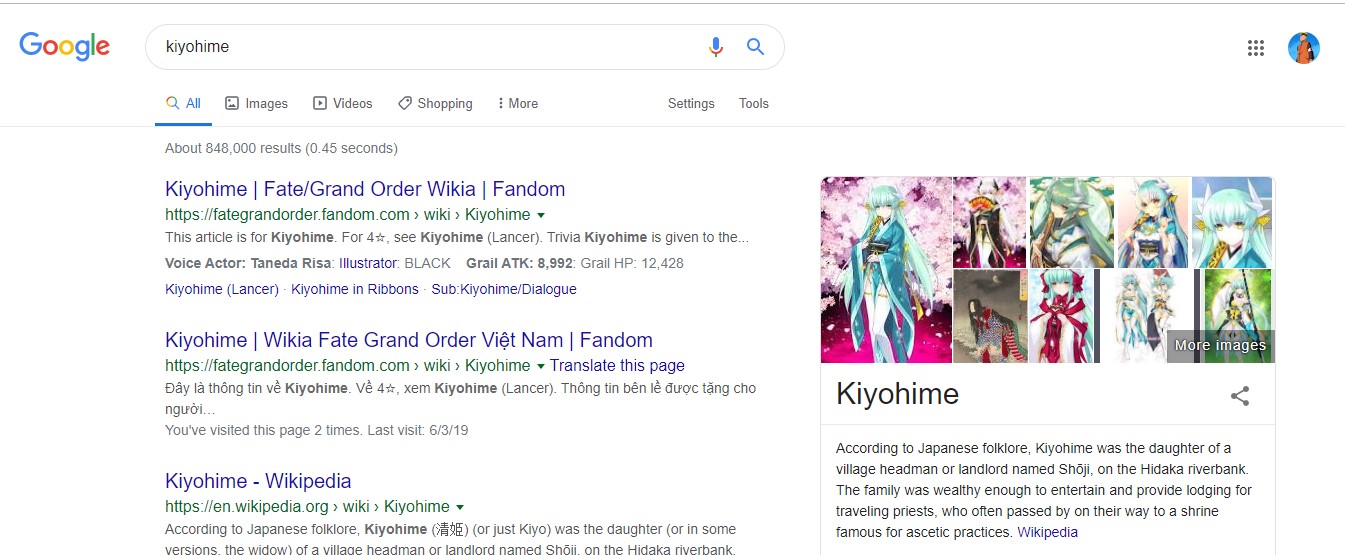 Google
kiyohime
All Images Videos Shopping More Settings Tools
About 848,000 results (0.45 seconds)
Kiyohime | Fate/Grand Order Wikia | Fandom
https://fategrandorder.fandom.com › wiki › Kiyohime
This article is for Kiyohime. For 4☆, see Kiyohime (Lancer). Trivia Kiyohime is given to the...
Voice Actor: Taneda Risa: Illustrator: BLACK Grail ATK: 8,992: Grail HP: 12,428
Kiyohime (Lancer) · Kiyohime in Ribbons · Sub:Kiyohime/Dialogue
Kiyohime | Wikia Fate Grand Order Việt Nam | Fandom
https://fategrandorder.fandom.com › wiki › Kiyohime Translate this page
Đây là thông tin về Kiyohime. Về 4☆, xem Kiyohime (Lancer). Thông tin bên lề được tặng cho
người...
You've visited this page 2 times. Last visit: 6/3/19
Kiyohime - Wikipedia
https://en.wikipedia.org › wiki › Kiyohime
According to Japanese folklore, Kiyohime (清姫) (or just Kiyo) was the daughter (or in some
versions, the widow) of a village headman or landlord named Shōji, on the Hidaka riverbank.
More images
Kiyohime
According to Japanese folklore, Kiyohime was the daughter of a
village headman or landlord named Shōji, on the Hidaka riverbank.
The family was wealthy enough to entertain and provide lodging for
traveling priests, who often passed by on their way to a shrine
famous for ascetic practices. Wikipedia